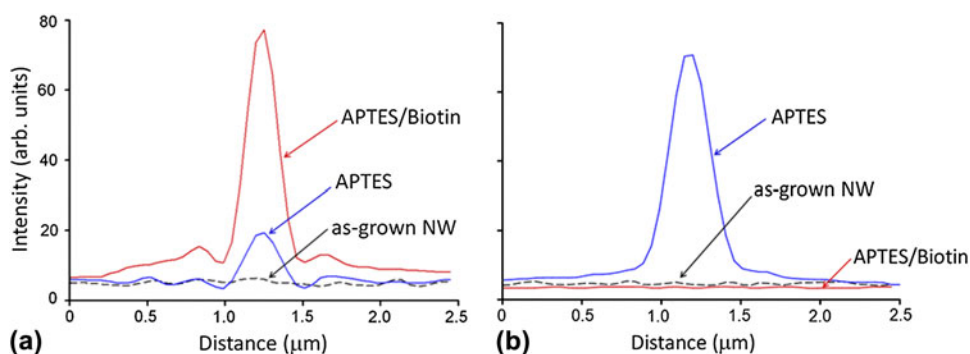 80
60
40
20
0
Intensity (arb. units)
APTES/Biotin
APTES
as-grown NW
0 0.5 1.0 1.5 2.0 2.5
(a) Distance (μm)
APTES
as-grown NW
APTES/Biotin
0 0.5 1.0 1.5 2.0 2.5
(b) Distance (μm)